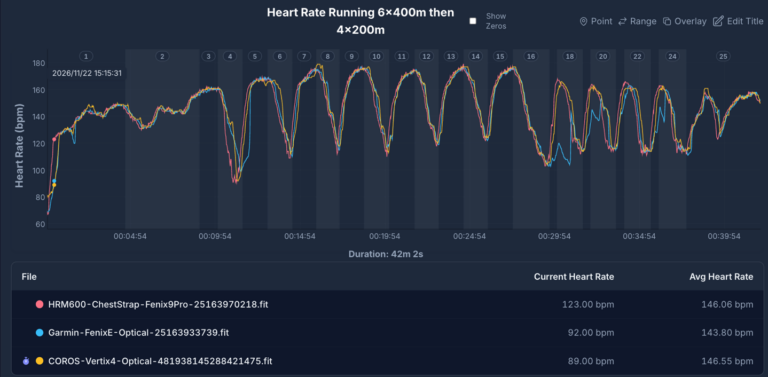 Heart Rate Running 6×400m then
4×200m
Show
Zeros
Point
Range
Overlay
Edit Title
1 2 3 4 5 6 7 8 9 10 11 12 13 14 15 16 18 20 22 24 25
2026/11/22 15:15:31
Heart Rate (bpm)
180
160
140
120
100
80
60
00:04:54 00:09:54 00:14:54 00:19:54 00:24:54 00:29:54 00:34:54 00:39:54
Duration: 42m 2s
File Current Heart Rate Avg Heart Rate
HRM600-ChestStrap-Fenix9Pro-25163970218.fit 123.00 bpm 146.06 bpm
Garmin-FenixE-Optical-25163933739.fit 92.00 bpm 143.80 bpm
COROS-Vertix4-Optical-481938145288421475.fit 89.00 bpm 146.55 bpm